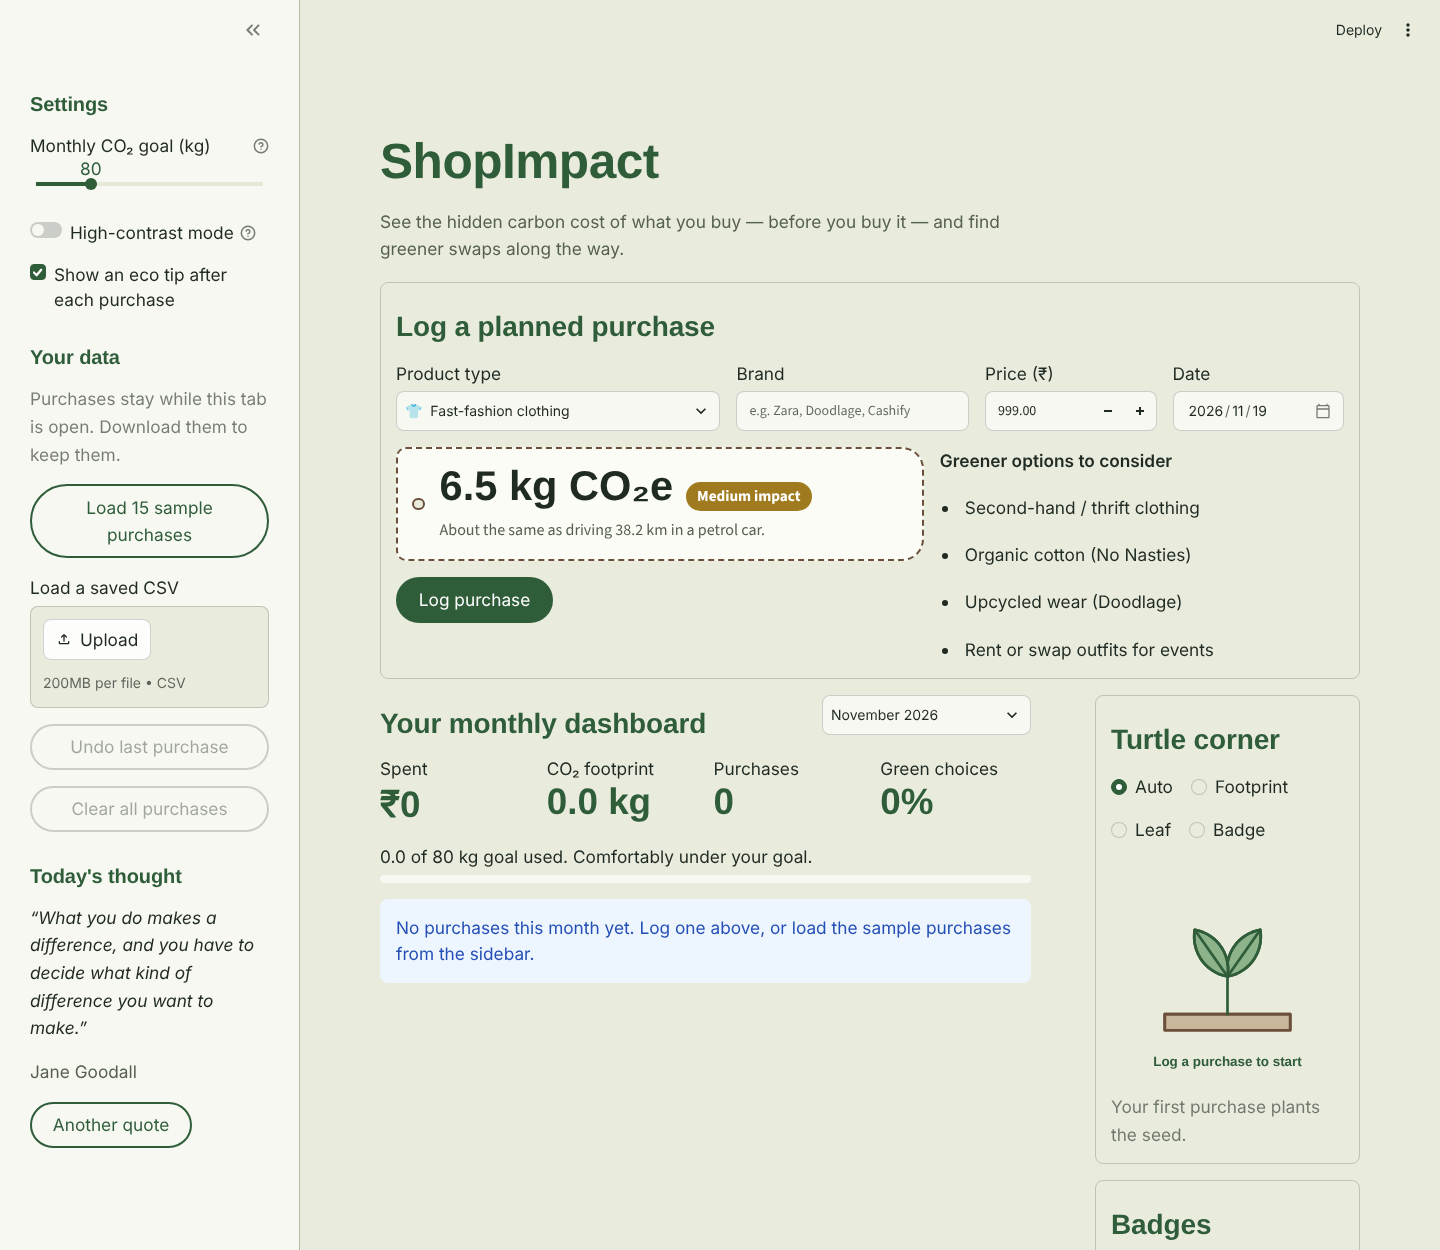 Deploy
Settings
Monthly CO₂ goal (kg)
80
High-contrast mode
Show an eco tip after
each purchase
Your data
Purchases stay while this tab
is open. Download them to
keep them.
Load 15 sample
purchases
Load a saved CSV
Upload
200MB per file • CSV
Undo last purchase
Clear all purchases
Today's thought
“What you do makes a
difference, and you have to
decide what kind of
difference you want to
make.”
Jane Goodall
Another quote
ShopImpact
See the hidden carbon cost of what you buy — before you buy it — and find
greener swaps along the way.
Log a planned purchase
Product type
Fast-fashion clothing
Brand
e.g. Zara, Doodlage, Cashify
Price (₹)
999.00
Date
2026/11/19
6.5 kg CO₂e
Medium impact
About the same as driving 38.2 km in a petrol car.
Log purchase
Greener options to consider
• Second-hand / thrift clothing
• Organic cotton (No Nasties)
• Upcycled wear (Doodlage)
• Rent or swap outfits for events
Your monthly dashboard
November 2026
Spent
₹0
CO₂ footprint
0.0 kg
Purchases
0
Green choices
0%
0.0 of 80 kg goal used. Comfortably under your goal.
No purchases this month yet. Log one above, or load the sample purchases
from the sidebar.
Turtle corner
Auto
Footprint
Leaf
Badge
Log a purchase to start
Your first purchase plants
the seed.
Badges